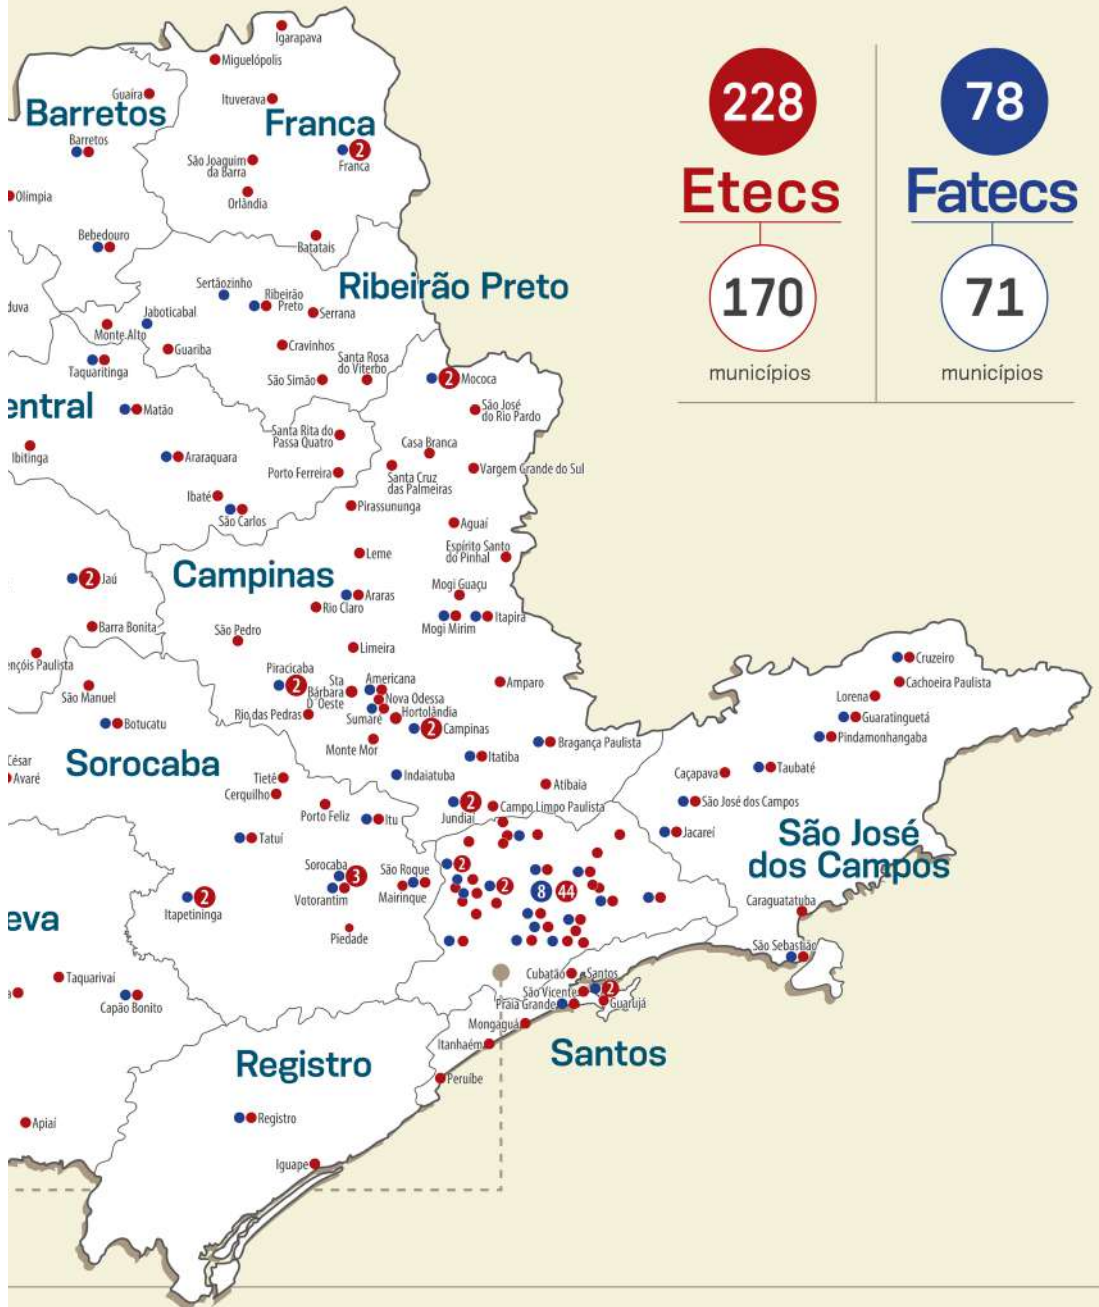 Igarapava
Miguelópolis
Guaíra
Ituverava
Barretos
Franca
Barretos
2
Franca
São Joaquim
da Barra
Orlândia
Olímpia
Bebedouro
Batatais
228
Etecs
170
municípios
78
Fatecs
71
municípios
Ribeirão Preto
Sertãozinho
Ribeirão
Preto
Serrana
duva
Jaboticabal
Monte Alto
Guariba
Cravinhos
Taquaritinga
São Simão
Santa Rosa
do Viterbo
2
Mococa
entral
Matão
São José
do Rio Pardo
Santa Rita do
Passa Quatro
Casa Branca
Ibitinga
Araraquara
Porto Ferreira
Santa Cruz
das Palmeiras
Vargem Grande do Sul
Ibaté
São Carlos
Pirassununga
Aguaí
Leme
Espírito Santo
do Pinhal
Campinas
2
Jaú
Araras
Rio Claro
Mogi Guaçu
Mogi Mirim
Itapira
Barra Bonita
São Pedro
Limeira
ençóis Paulista
São Manuel
Piracicaba
2
Sta
Bárbara
D´Oeste
Americana
Nova Odessa
Hortolândia
Sumaré
Amparo
Rio das Pedras
2
Campinas
Botucatu
Monte Mor
Itatiba
Bragança Paulista
Cruzeiro
Cachoeira Paulista
Lorena
Guaratinguetá
Pindamonhangaba
César
Avaré
Sorocaba
Tietê
Cerquilho
Indaiatuba
Atibaia
Caçapava
Taubaté
Porto Feliz
Itu
2
Jundiaí
Campo Limpo Paulista
São José dos Campos
Tatuí
Jacareí
São José
dos Campos
Sorocaba
3
Votorantim
São Roque
Mairinque
2
2
8
44
2
Itapetininga
eva
Piedade
Caraguatatuba
São Sebastião
Taquarivaí
Capão Bonito
Cubatão
Santos
2
São Vicente
Praia Grande
Guarujá
Mongaguá
Itanhaém
Santos
Registro
Peruíbe
Registro
Apiaí
Iguape